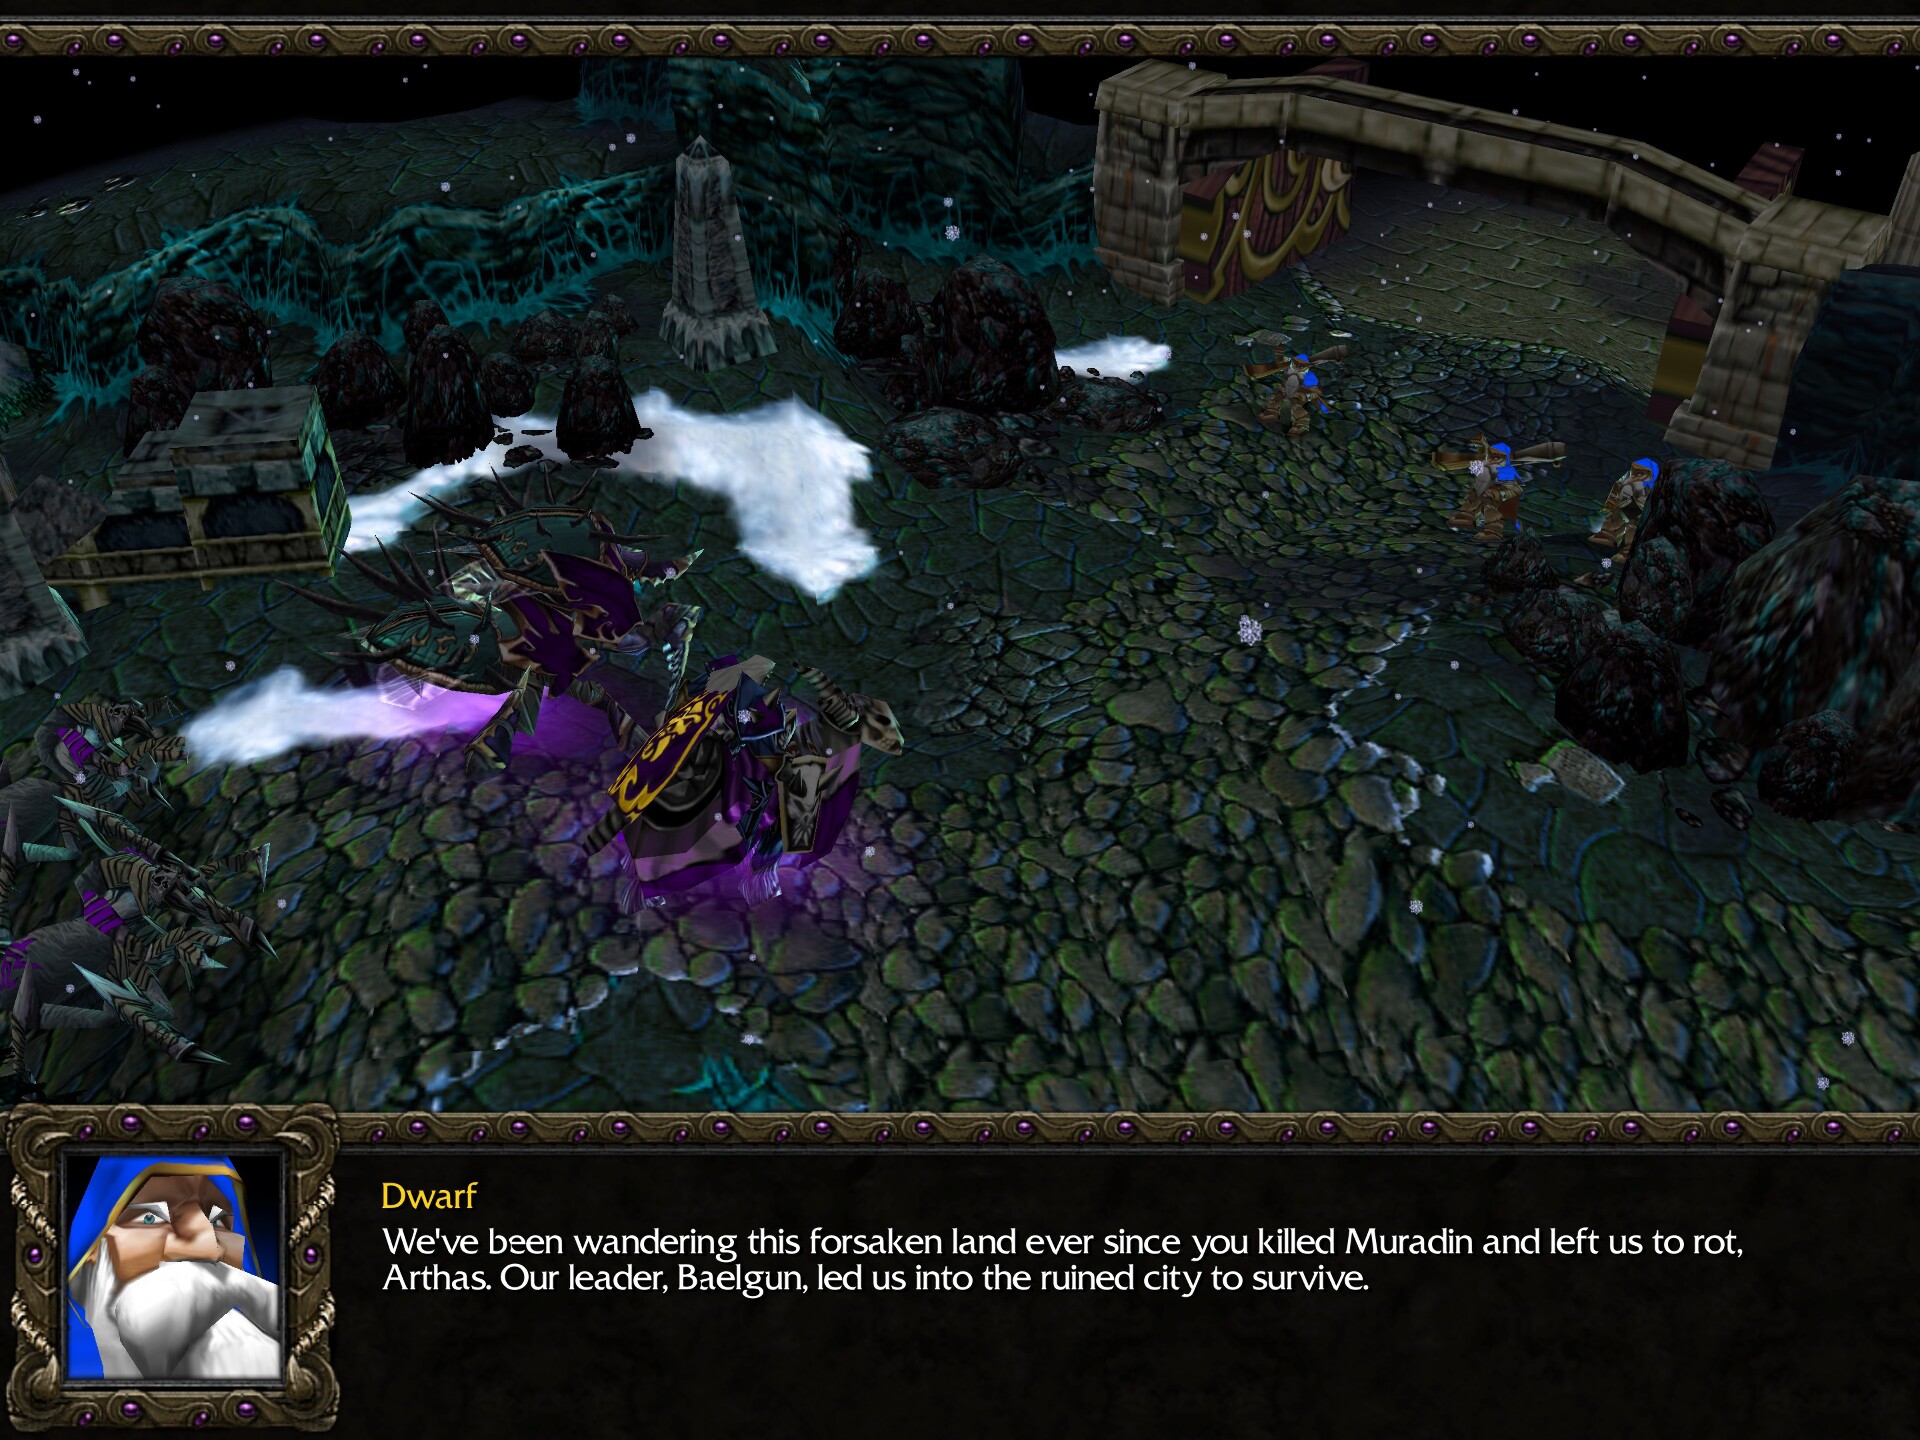 Dwarf
We've been wandering this forsaken land ever since you killed Muradin and left us to rot,
Arthas. Our leader, Baelgun, led us into the ruined city to survive.